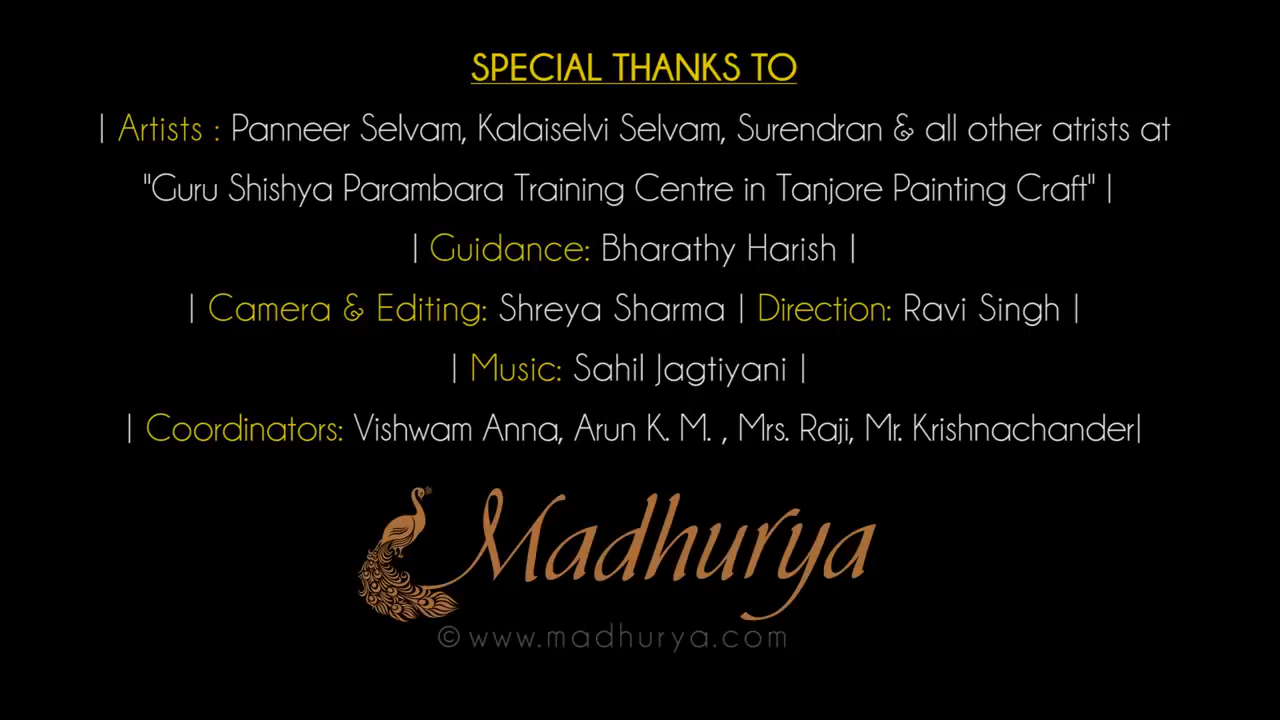 SPECIAL THANKS TO
| Artists : Panneer Selvam, Kalaiselvi Selvam, Surendran & all other atrists at
"Guru Shishya Parambara Training Centre in Tanjore Painting Craft" |
| Guidance: Bharathy Harish |
| Camera & Editing: Shreya Sharma | Direction: Ravi Singh |
| Music: Sahil Jagtiyani |
| Coordinators: Vishwam Anna, Arun K. M. , Mrs. Raji, Mr. Krishnachander|
Madhurya
© www.madhurya.com